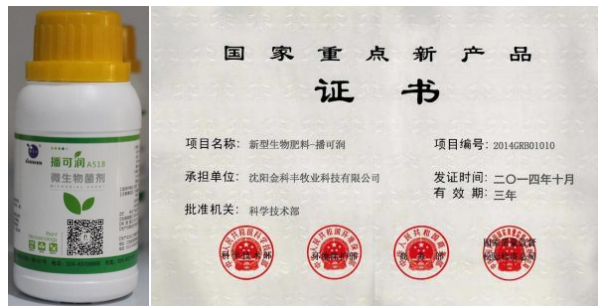 播可润 A518
微生物菌剂
国家重点新产品
证书
项目名称：新型生物肥料-播可润
项目编号：2014GRB01010
承担单位：沈阳金科丰牧业科技有限公司
发证时间：二〇一四年十月
有效期：三年
批准机关：科学技术部